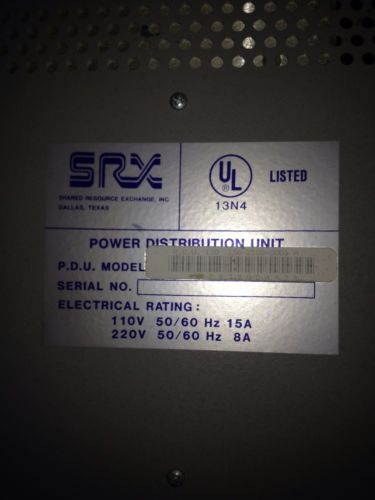 SRX
SHARED RESOURCE EXCHANGE, INC
DALLAS, TEXAS
UL
®
LISTED
13N4
POWER DISTRIBUTION UNIT
P.D.U. MODEL
SERIAL NO.
ELECTRICAL RATING:
110V 50/60 Hz 15A
220V 50/60 Hz 8A